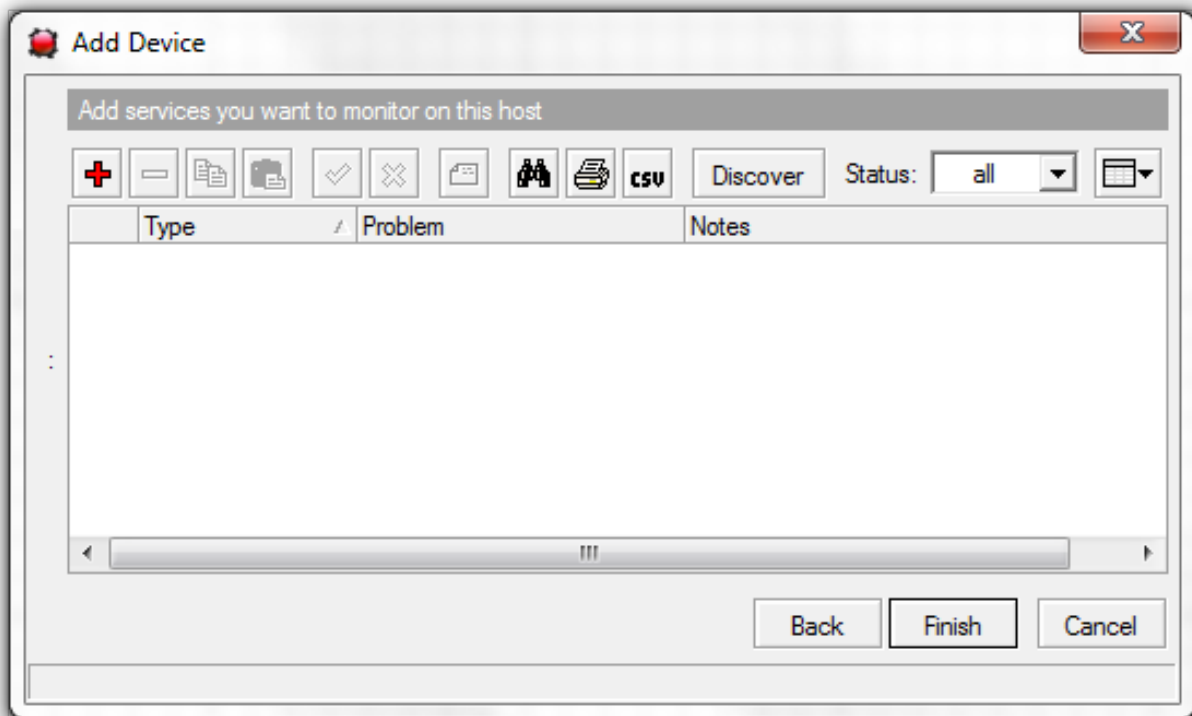 Add Device
Add services you want to monitor on this host
csv Discover Status: all
Type Problem Notes
:
Back Finish Cancel